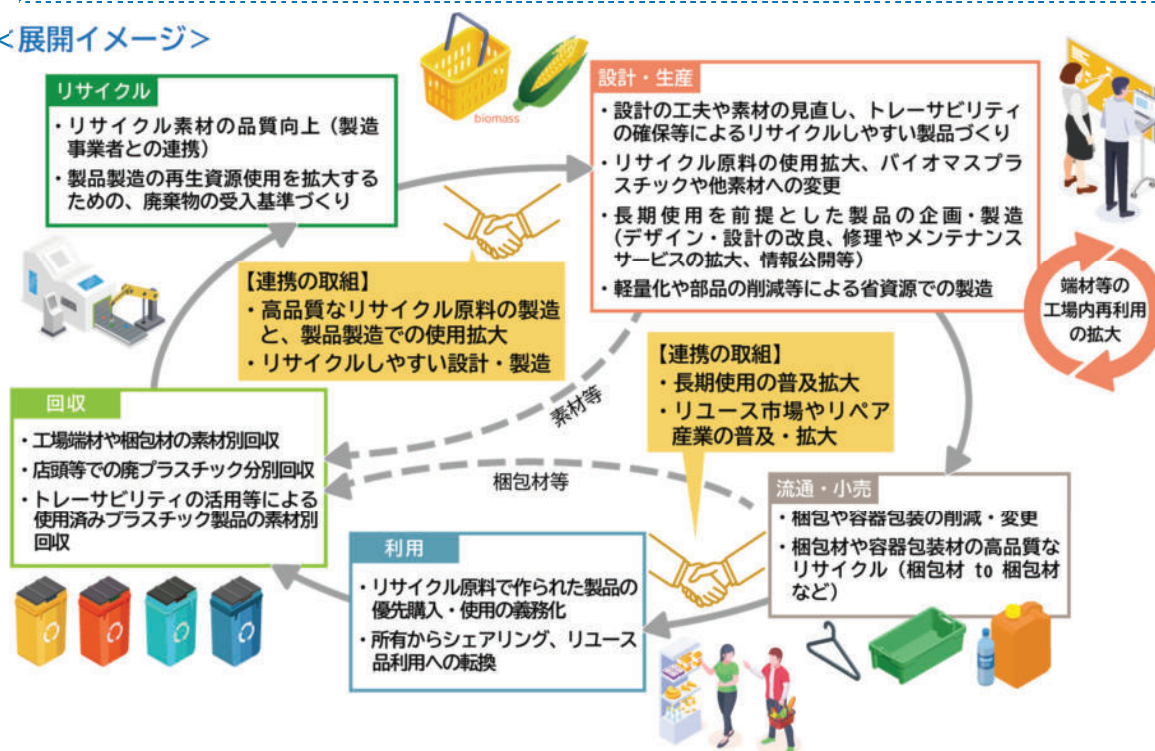 ＜展開イメージ＞
リサイクル
・リサイクル素材の品質向上（製造
事業者との連携）
・製品製造の再生資源使用を拡大する
ための、廃棄物の受入基準づくり
biomass
設計・生産
・設計の工夫や素材の見直し、トレーサビリティ
の確保等によるリサイクルしやすい製品づくり
・リサイクル原料の使用拡大、バイオマスプラ
スチックや他素材への変更
・長期使用を前提とした製品の企画・製造
（デザイン・設計の改良、修理やメンテナンス
サービスの拡大、情報公開等）
・軽量化や部品の削減等による省資源での製造
端材等の
工場内再利用
の拡大
【連携の取組】
・高品質なリサイクル原料の製造
と、製品製造での使用拡大
・リサイクルしやすい設計・製造
【連携の取組】
・長期使用の普及拡大
・リユース市場やリペア
産業の普及・拡大
素材等
梱包材等
回収
・工場端材や梱包材の素材別回収
・店頭等での廃プラスチック分別回収
・トレーサビリティの活用等による
使用済みプラスチック製品の素材別
回収
流通・小売
・梱包や容器包装の削減・変更
・梱包材や容器包装材の高品質な
リサイクル（梱包材 to 梱包材
など）
利用
・リサイクル原料で作られた製品の
優先購入・使用の義務化
・所有からシェアリング、リユース
品利用への転換